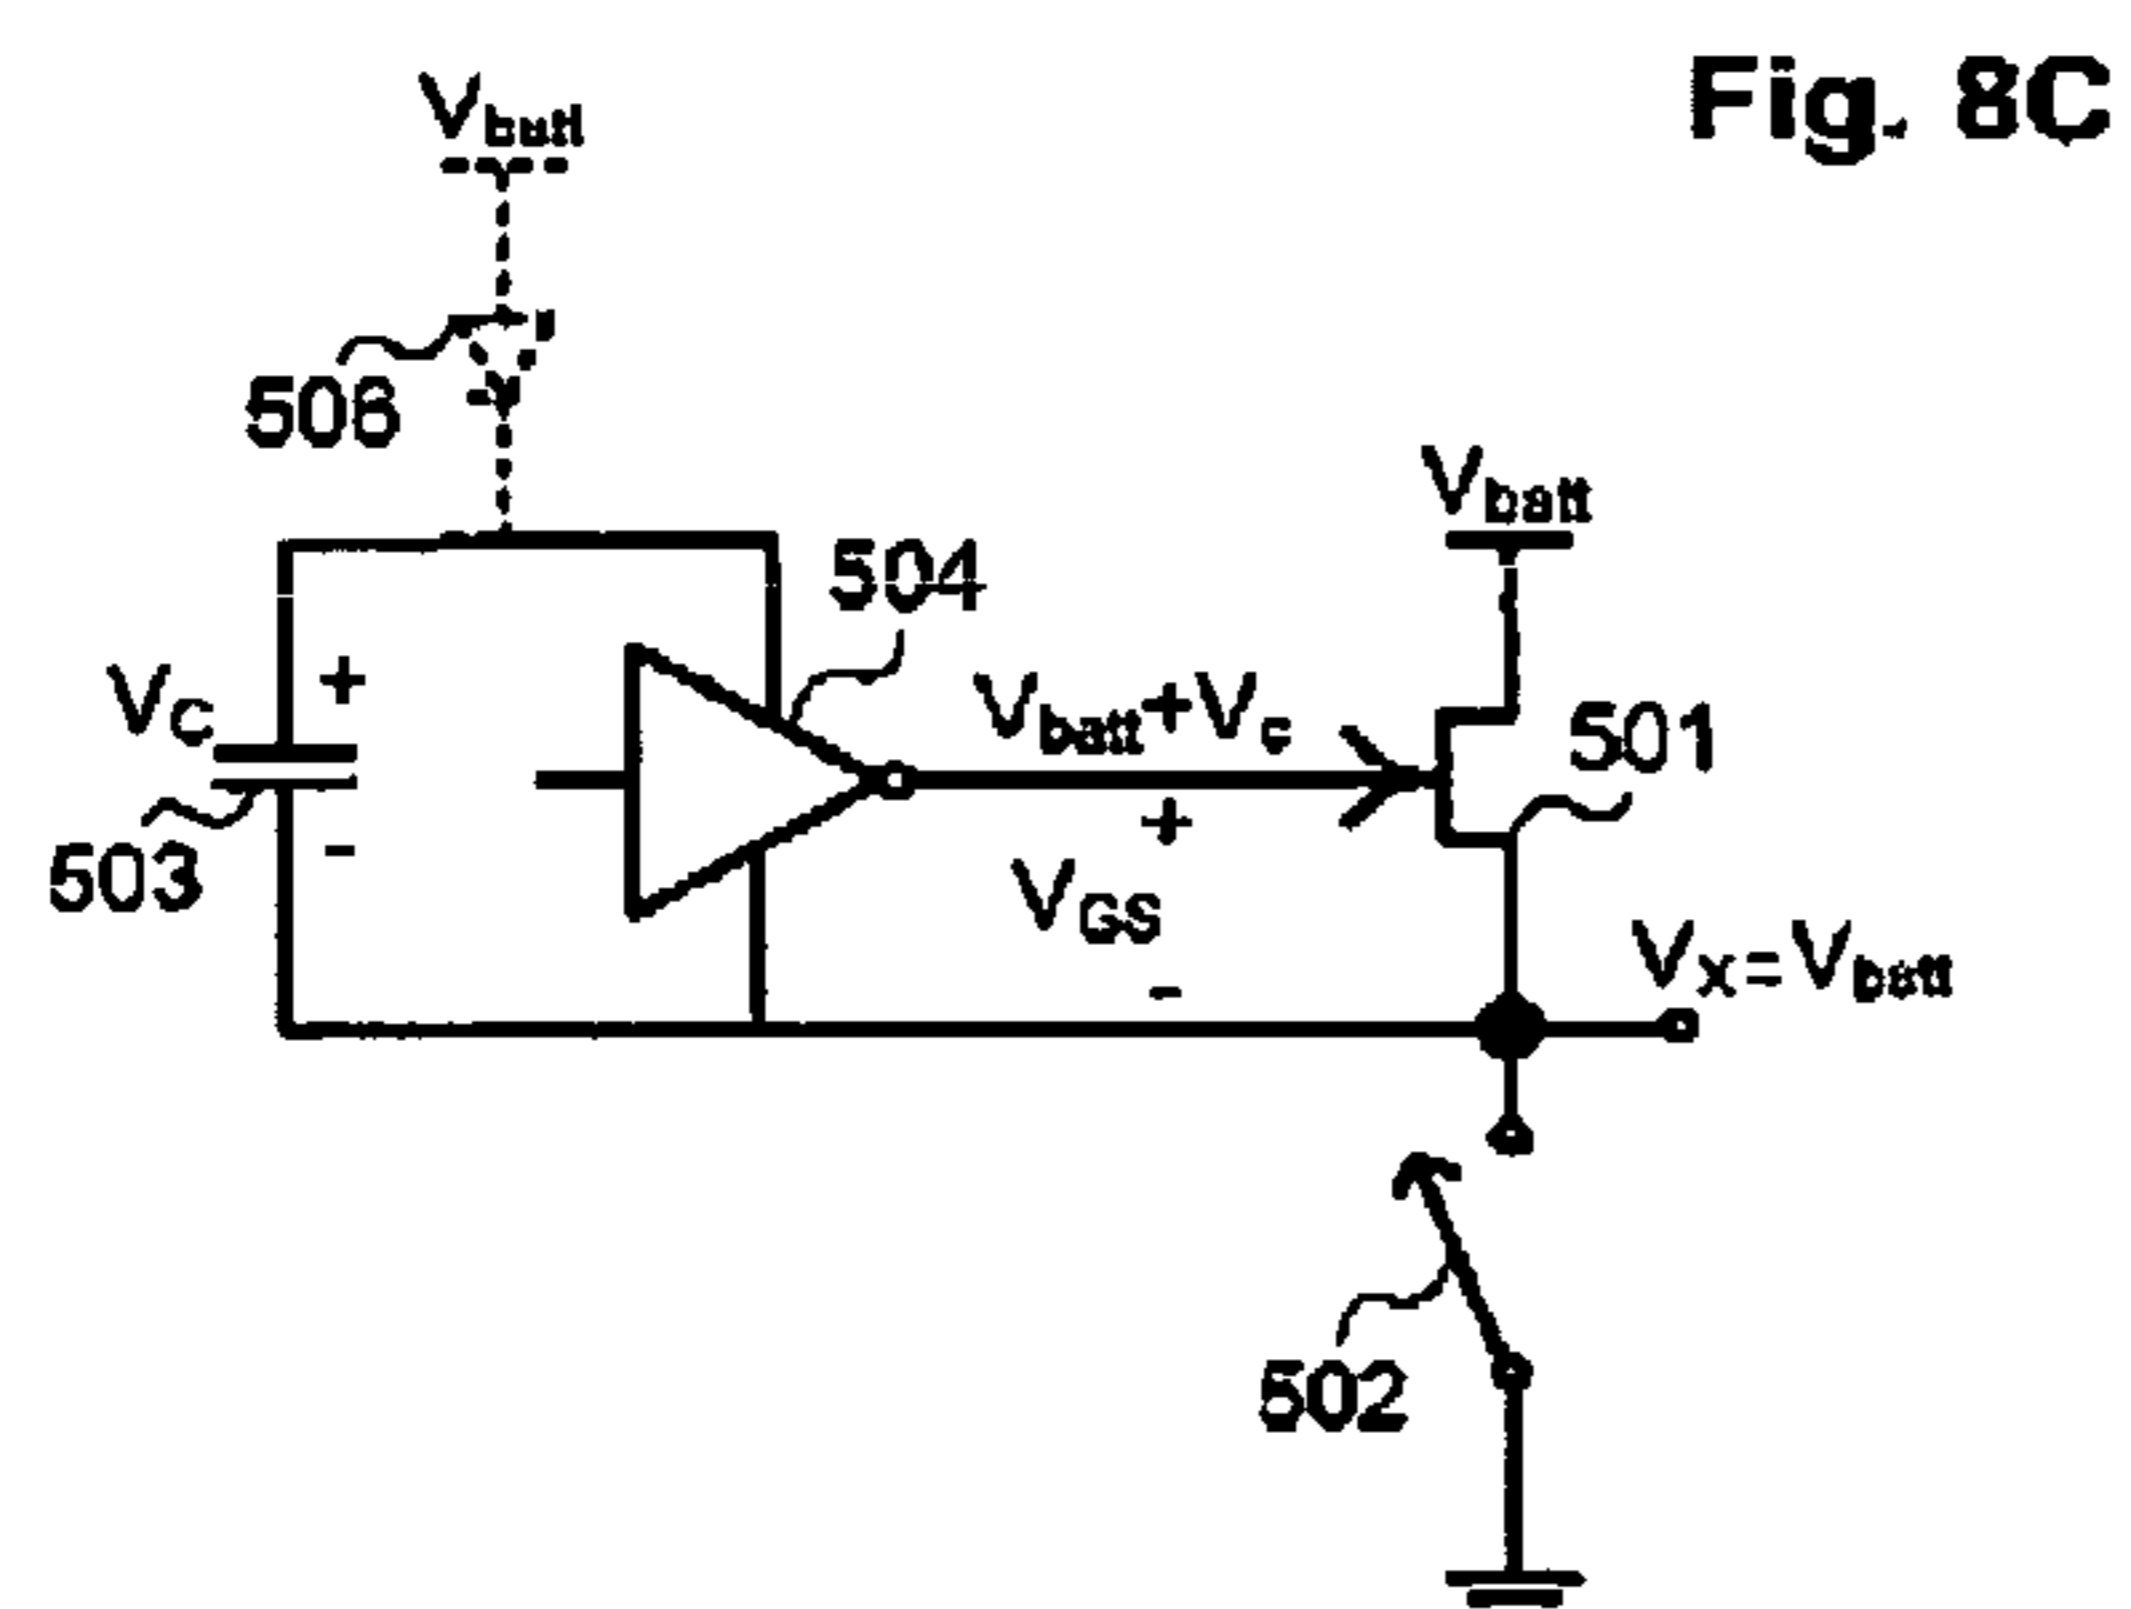 Fig. 8C
Vbatt
506
Vbatt
504
VC
+
-
503
Vbatt+Vc
501
+
VGS
-
VX=Vbatt
502